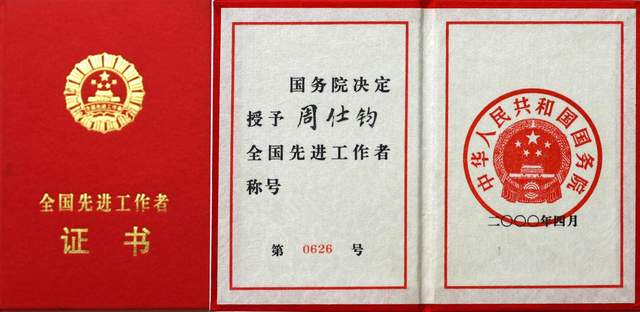 全国先进工作者
证书
国务院决定
授予周仕钧
全国先进工作者
称号
第 0626 号
中华人民共和国国务院
二〇〇〇年四月